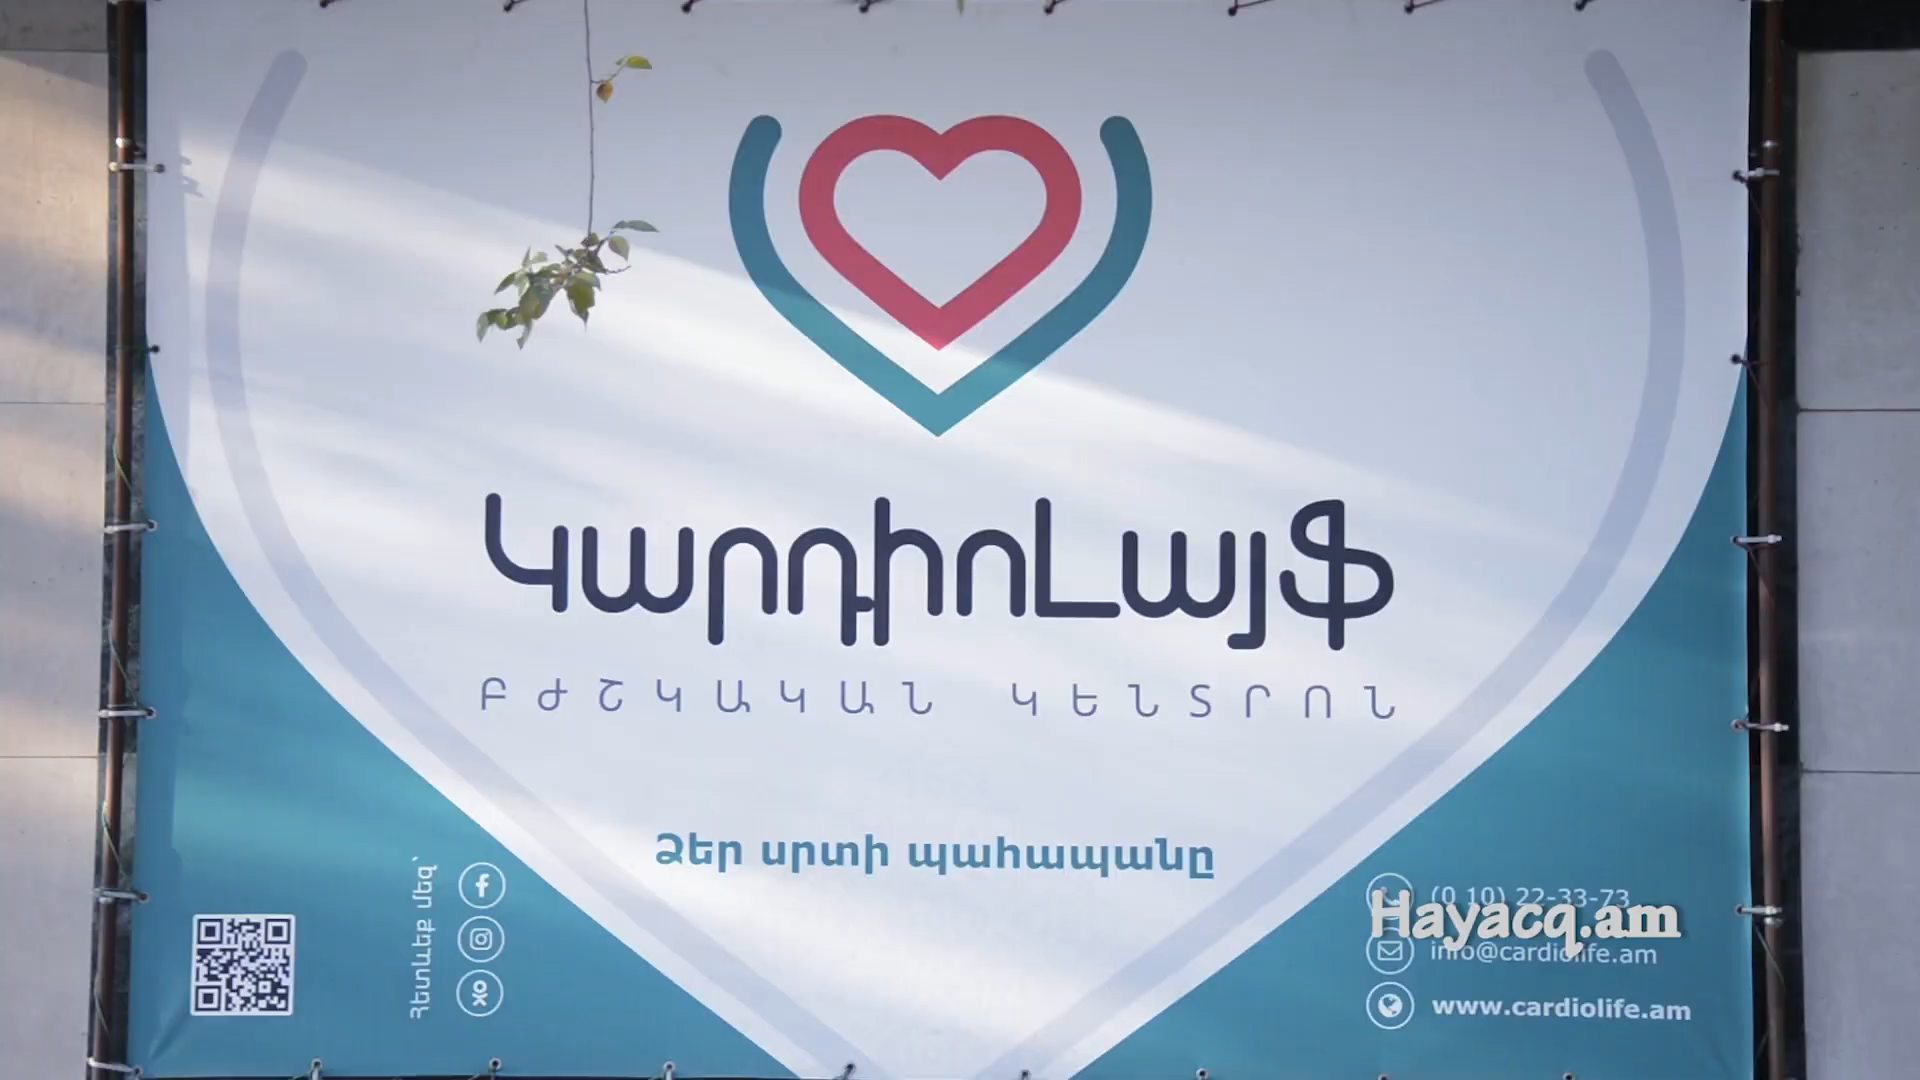 ԿարդիոԼայֆ
ԲԺՇԿԱԿԱՆ ԿԵՆՏՐՈՆ
Ձեր սրտի պահապանը
Հետևեք մեզ՝
(0 10) 22-33-73
Hayacq.am
info@cardiolife.am
www.cardiolife.am